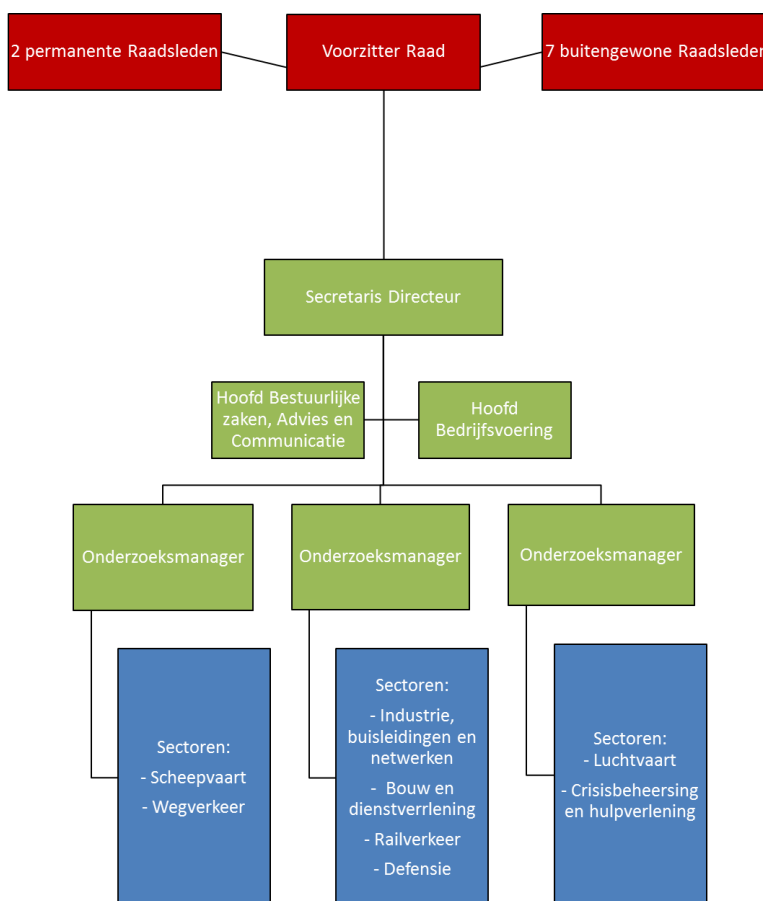 2 permanente Raadsleden
Voorzitter Raad
7 buitengewone Raadsleden
Secretaris Directeur
Hoofd Bestuurlijke
zaken, Advies en
Communicatie
Hoofd
Bedrijfsvoering
Onderzoeksmanager
Onderzoeksmanager
Onderzoeksmanager
Sectoren:
- Scheepvaart
- Wegverkeer
Sectoren:
- Industrie,
buisleidingen en
netwerken
- Bouw en
dienstverrlening
- Railverkeer
- Defensie
Sectoren:
- Luchtvaart
- Crisisbeheersing
en hulpverlening